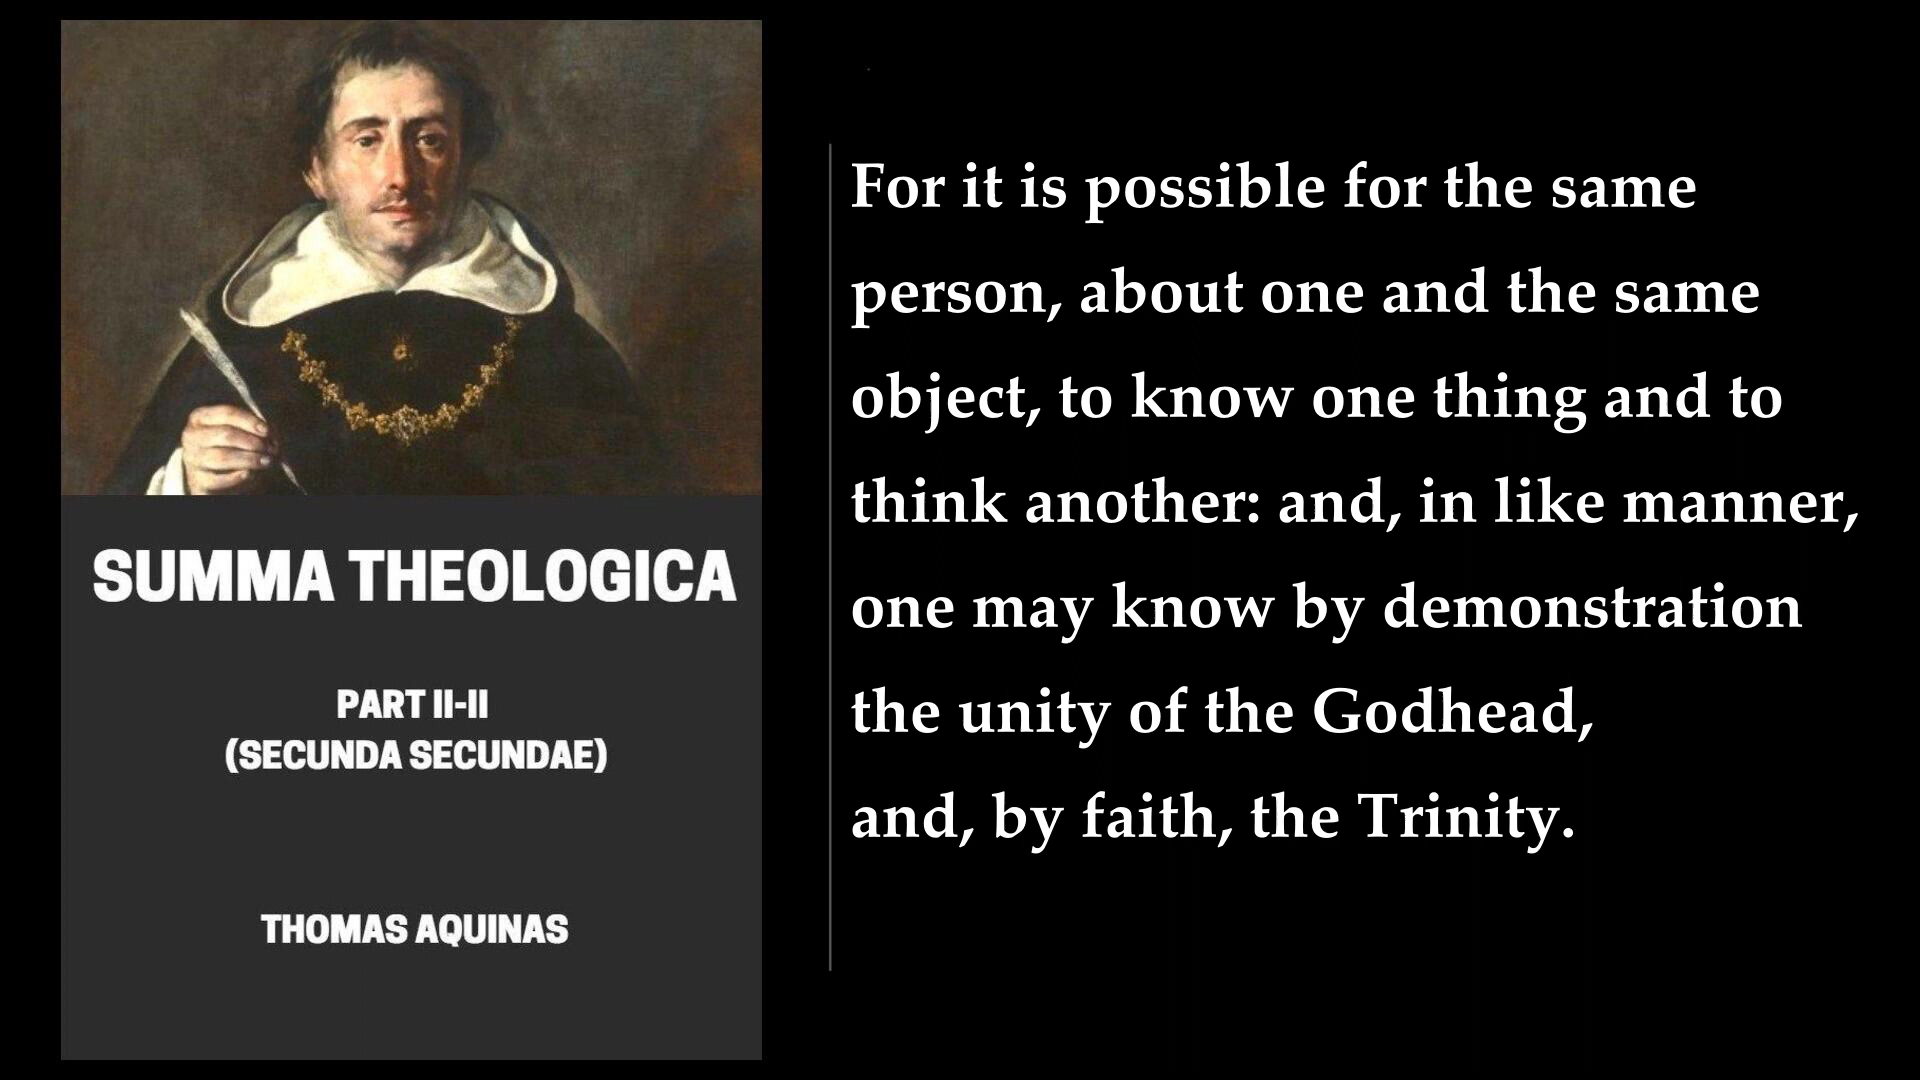 SUMMA THEOLOGICA
PART II-II
(SECUNDA SECUNDAE)
THOMAS AQUINAS
For it is possible for the same
person, about one and the same
object, to know one thing and to
think another: and, in like manner,
one may know by demonstration
the unity of the Godhead,
and, by faith, the Trinity.